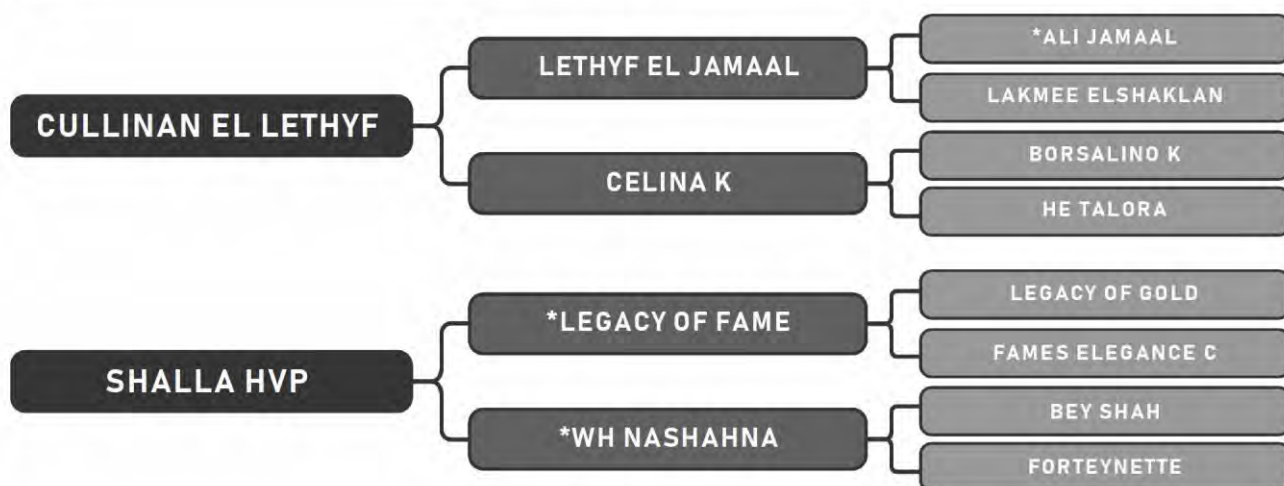 CULLINAN EL LETHYF
LETHYF EL JAMAAL
*ALI JAMAAL
LAKMEE ELSHAKLAN
CELINA K
BORSALINO K
HE TALORA
SHALLA HVP
*LEGACY OF FAME
LEGACY OF GOLD
FAMES ELEGANCE C
*WH NASHAHNA
BEY SHAH
FORTEYNETTE